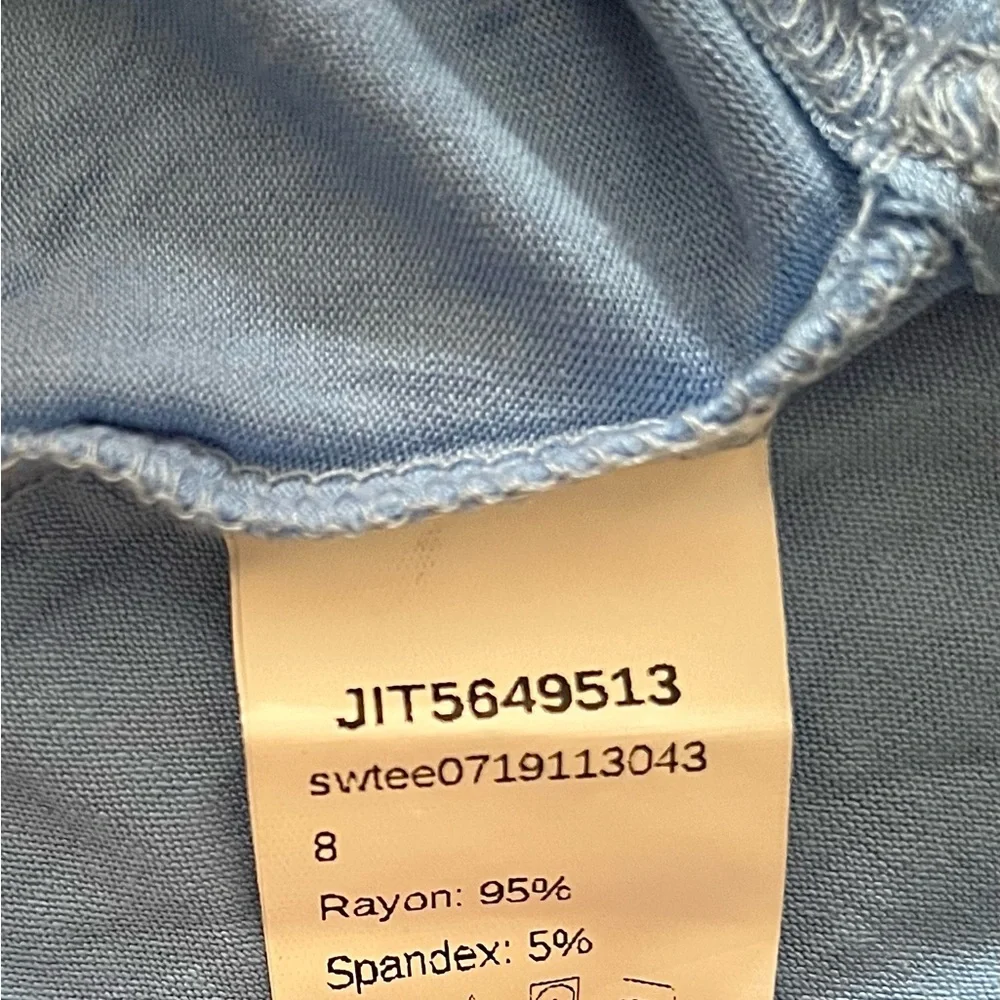 JIT5649513
swtee0719113043
8
Rayon: 95%
Spandex: 5%